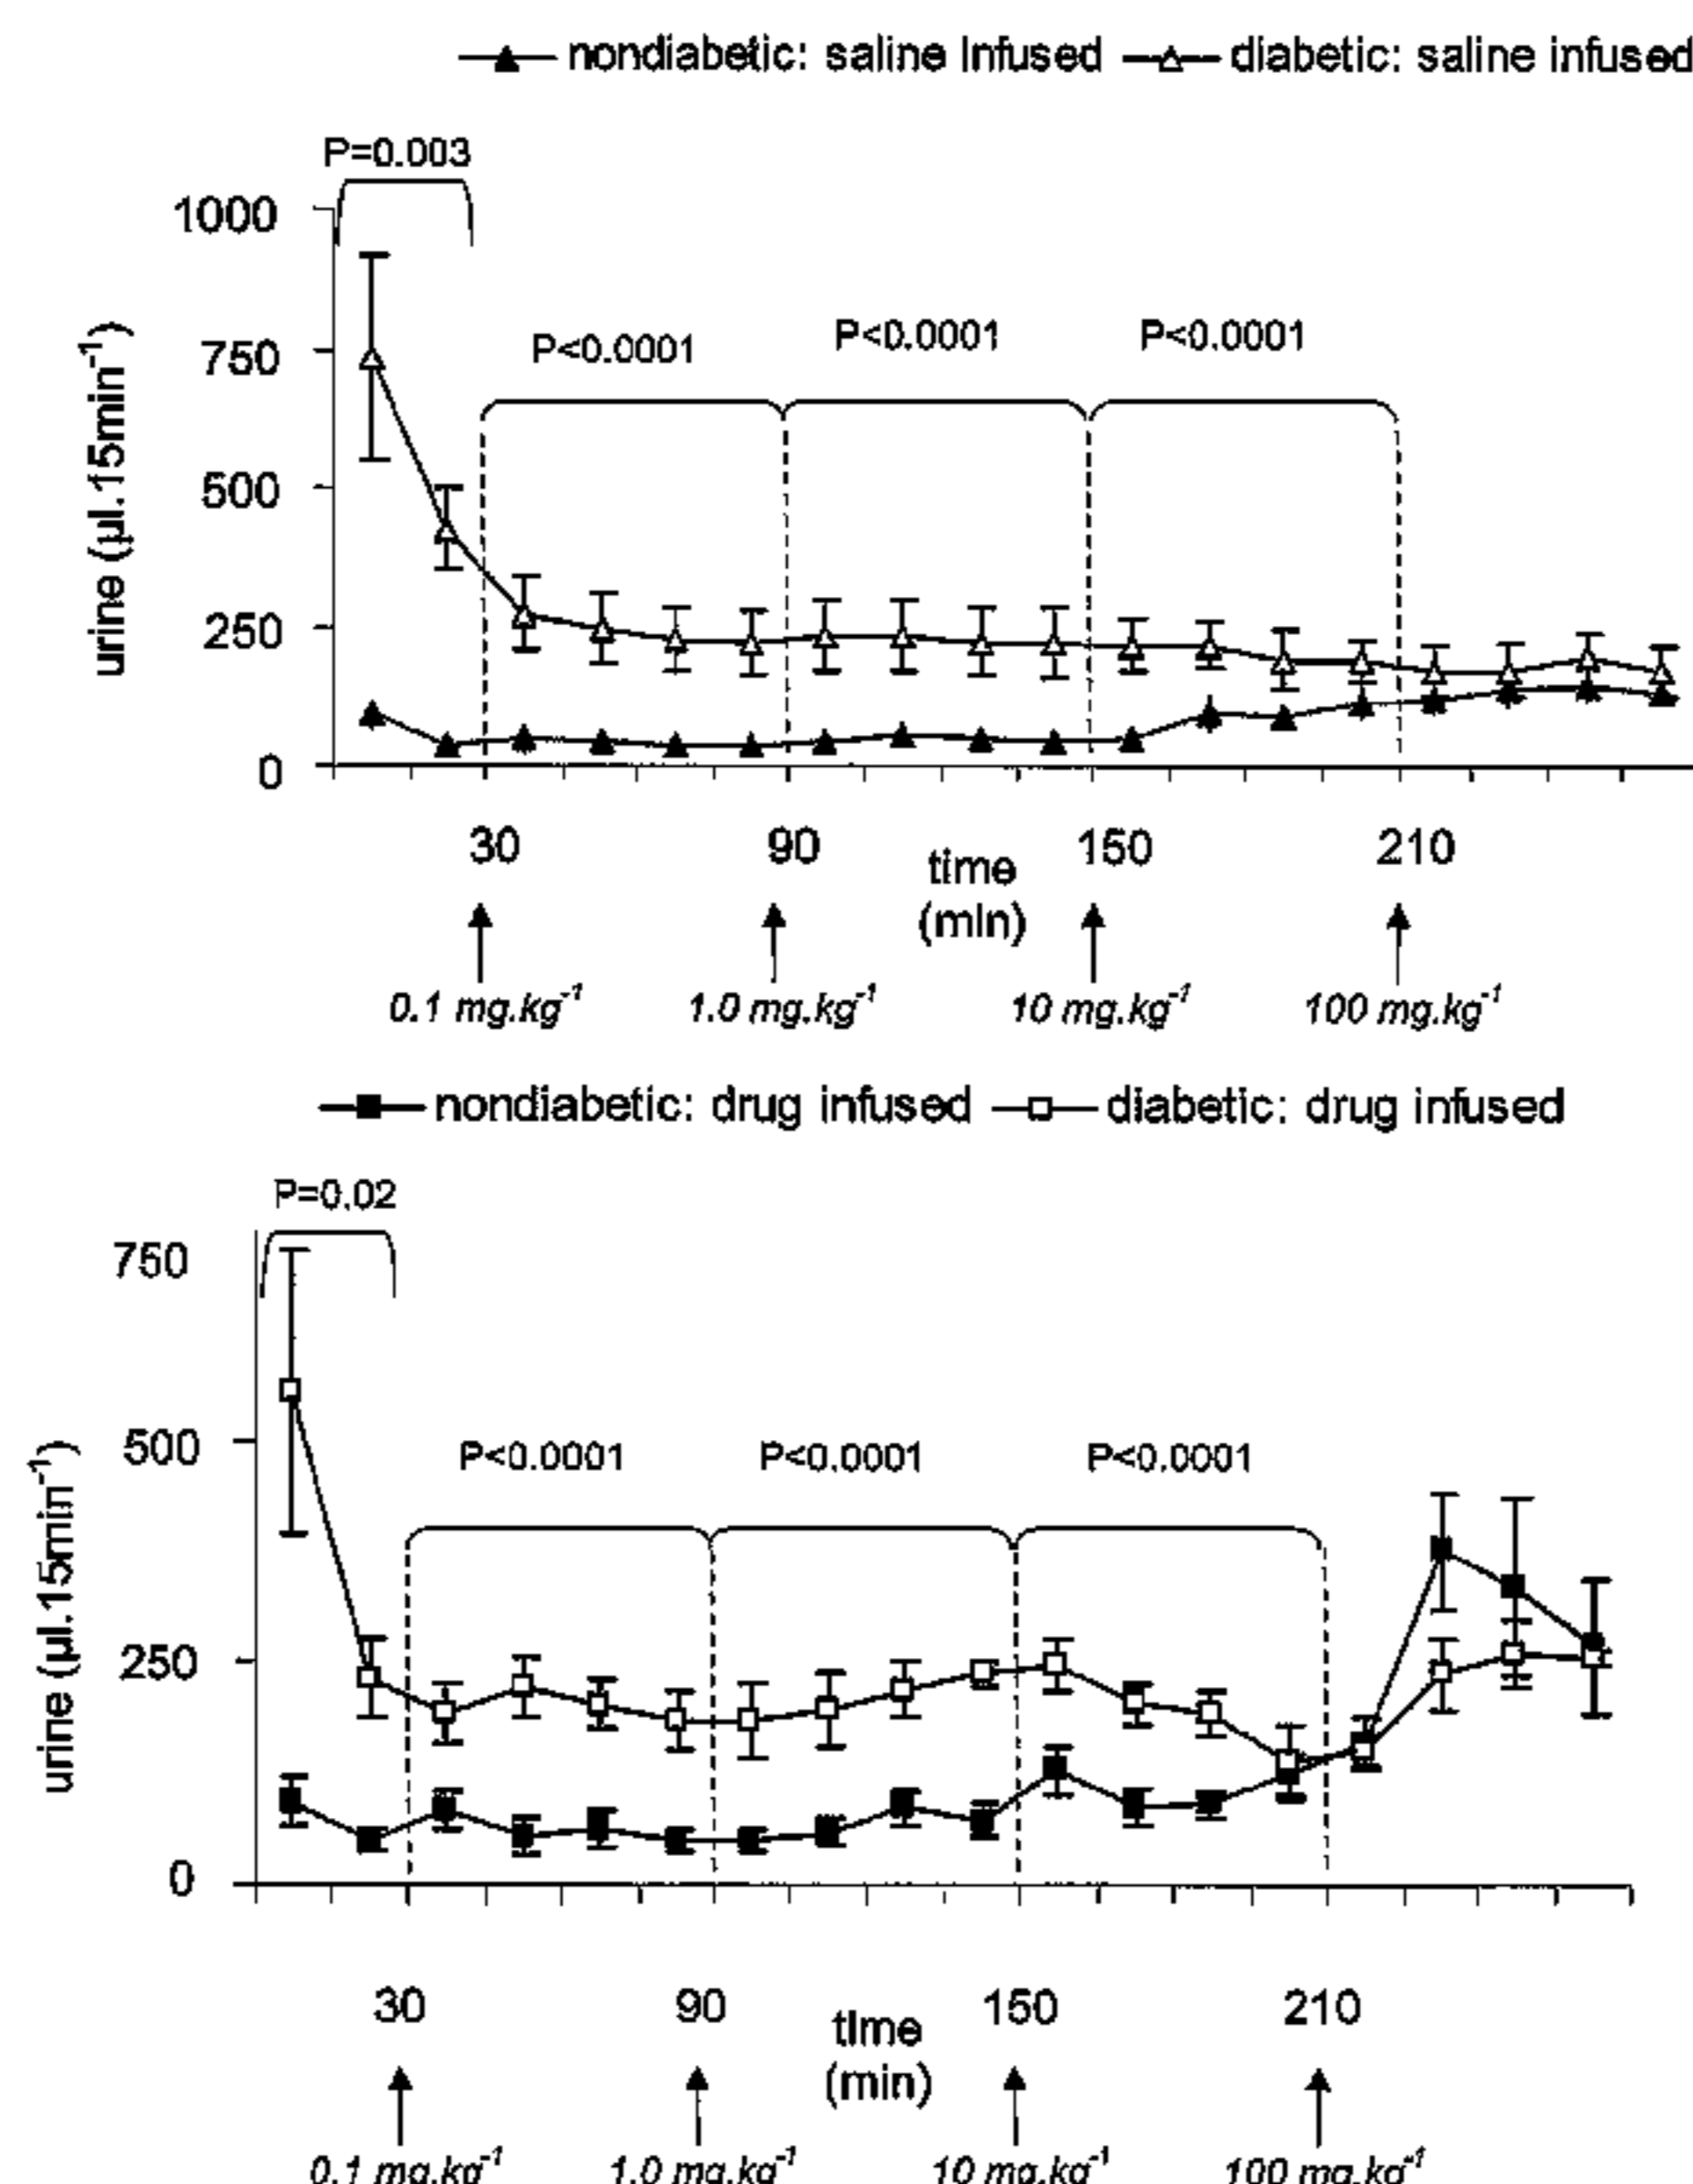 nondiabetic: saline Infused diabetic: saline infused
P=0.003
1000
750
500
250
0
urine (µl.15min⁻¹)
P<0.0001 P<0.0001 P<0.0001
30 90 150 210
time
(min)
0.1 mg.kg⁻¹ 1.0 mg.kg⁻¹ 10 mg.kg⁻¹ 100 mg.kg⁻¹
nondiabetic: drug infused diabetic: drug infused
P=0.02
750
500
250
0
urine (µl.15min⁻¹)
P<0.0001 P<0.0001 P<0.0001
30 90 150 210
time
(min)
0.1 mg.kg⁻¹ 1.0 mg.kg⁻¹ 10 mg.kg⁻¹ 100 mg.kg⁻¹